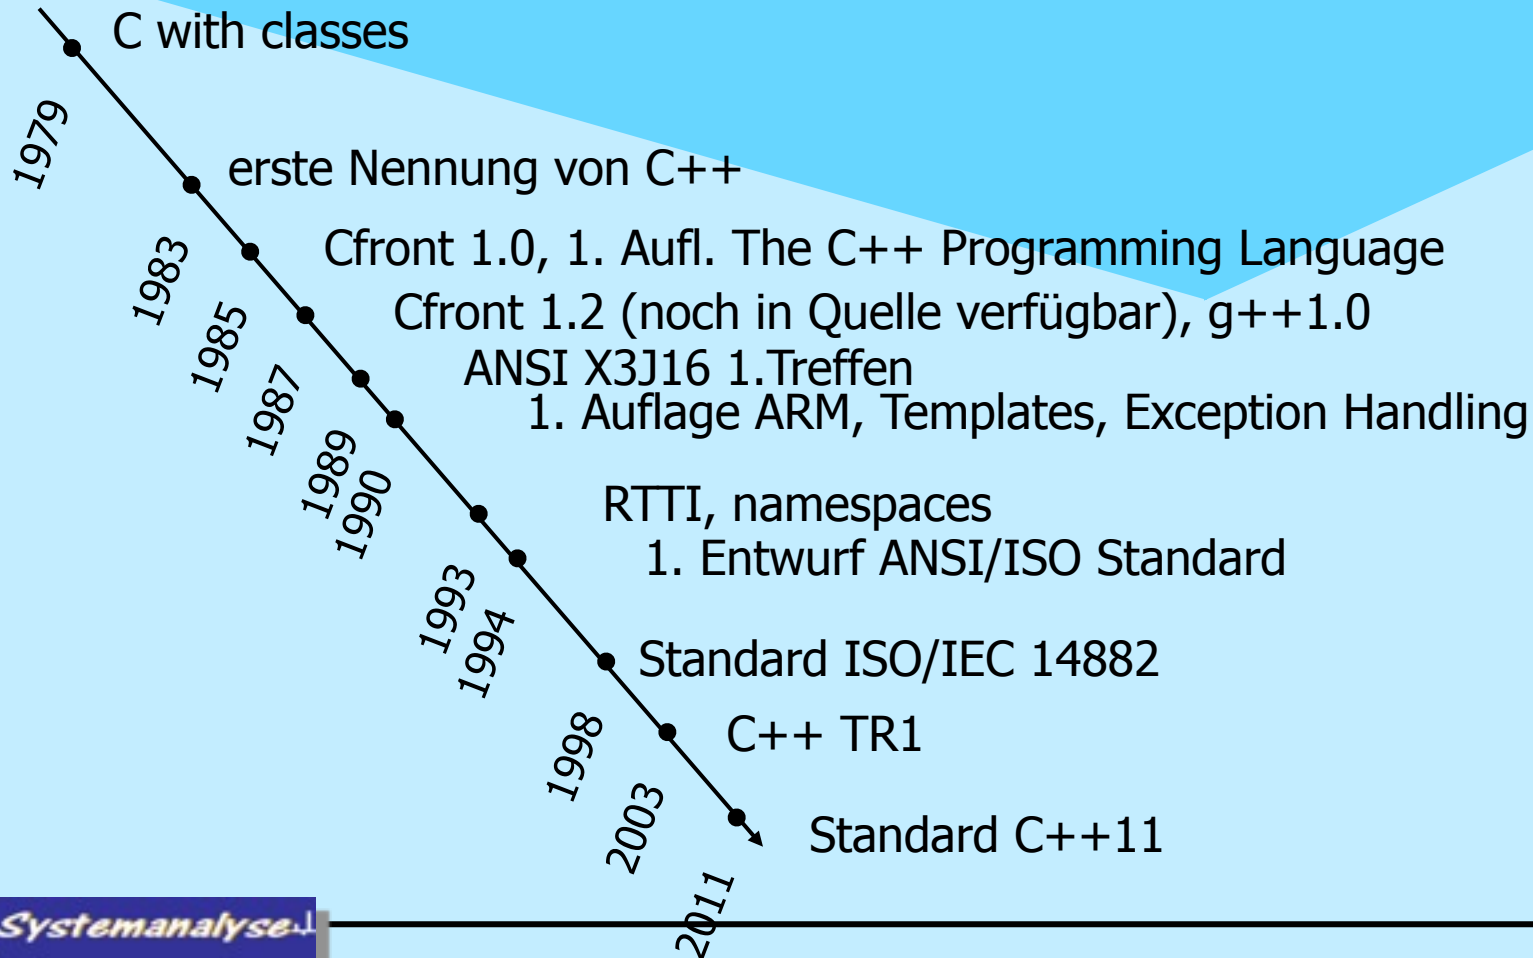 C with classes
1979
erste Nennung von C++
1983
Cfront 1.0, 1. Aufl. The C++ Programming Language
1985
Cfront 1.2 (noch in Quelle verfügbar), g++1.0
1987
ANSI X3J16 1.Treffen
1989
1. Auflage ARM, Templates, Exception Handling
1990
RTTI, namespaces
1993
1. Entwurf ANSI/ISO Standard
1994
Standard ISO/IEC 14882
1998
C++ TR1
2003
Standard C++11
2011
Systemanalyse